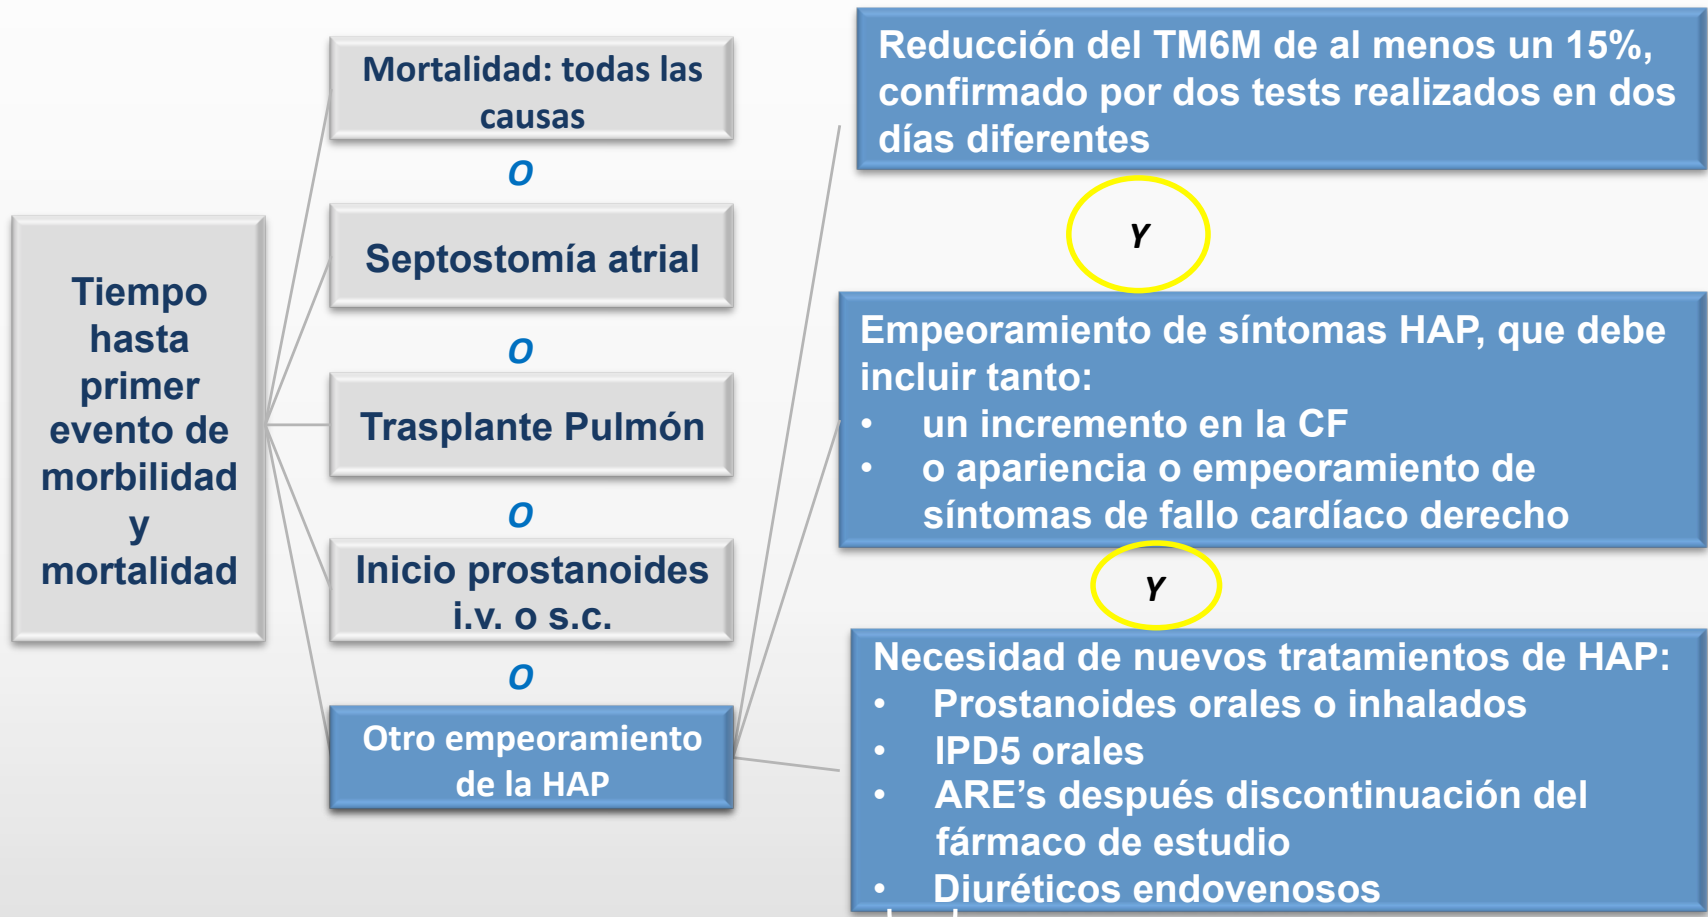 Tiempo
hasta
primer
evento de
morbilidad
y
mortalidad
Mortalidad: todas las
causas
O
Septostomía atrial
O
Trasplante Pulmón
O
Inicio prostanoides
i.v. o s.c.
O
Otro empeoramiento
de la HAP
Reducción del TM6M de al menos un 15%,
confirmado por dos tests realizados en dos
días diferentes
Y
Empeoramiento de síntomas HAP, que debe
incluir tanto:
• un incremento en la CF
• o apariencia o empeoramiento de
síntomas de fallo cardíaco derecho
Y
Necesidad de nuevos tratamientos de HAP:
• Prostanoides orales o inhalados
• IPD5 orales
• ARE’s después discontinuación del
fármaco de estudio
• Diuréticos endovenosos